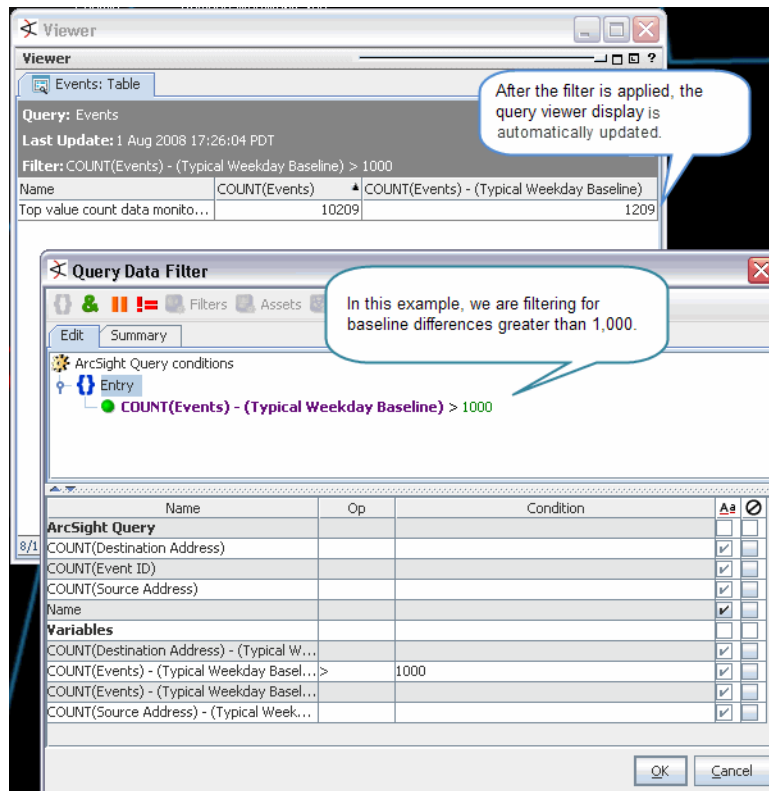 Viewer
Viewer
?
Events: Table
Query: Events
Last Update: 1 Aug 2008 17:26:04 PDT
Filter: COUNT(Events) - (Typical Weekday Baseline) > 1000
After the filter is applied, the
query viewer display is
automatically updated.
Name COUNT(Events) COUNT(Events) - (Typical Weekday Baseline)
Top value count data monito... 10209 1209
Query Data Filter
& != Filters Assets
In this example, we are filtering for
baseline differences greater than 1,000.
Edit Summary
ArcSight Query conditions
{} Entry
COUNT(Events) - (Typical Weekday Baseline) > 1000
Name Op Condition Aa
ArcSight Query
8/1
COUNT(Destination Address)
COUNT(Event ID)
COUNT(Source Address)
Name
Variables
COUNT(Destination Address) - (Typical W...
COUNT(Events) - (Typical Weekday Basel... > 1000
COUNT(Events) - (Typical Weekday Basel...
COUNT(Source Address) - (Typical Week...
OK Cancel